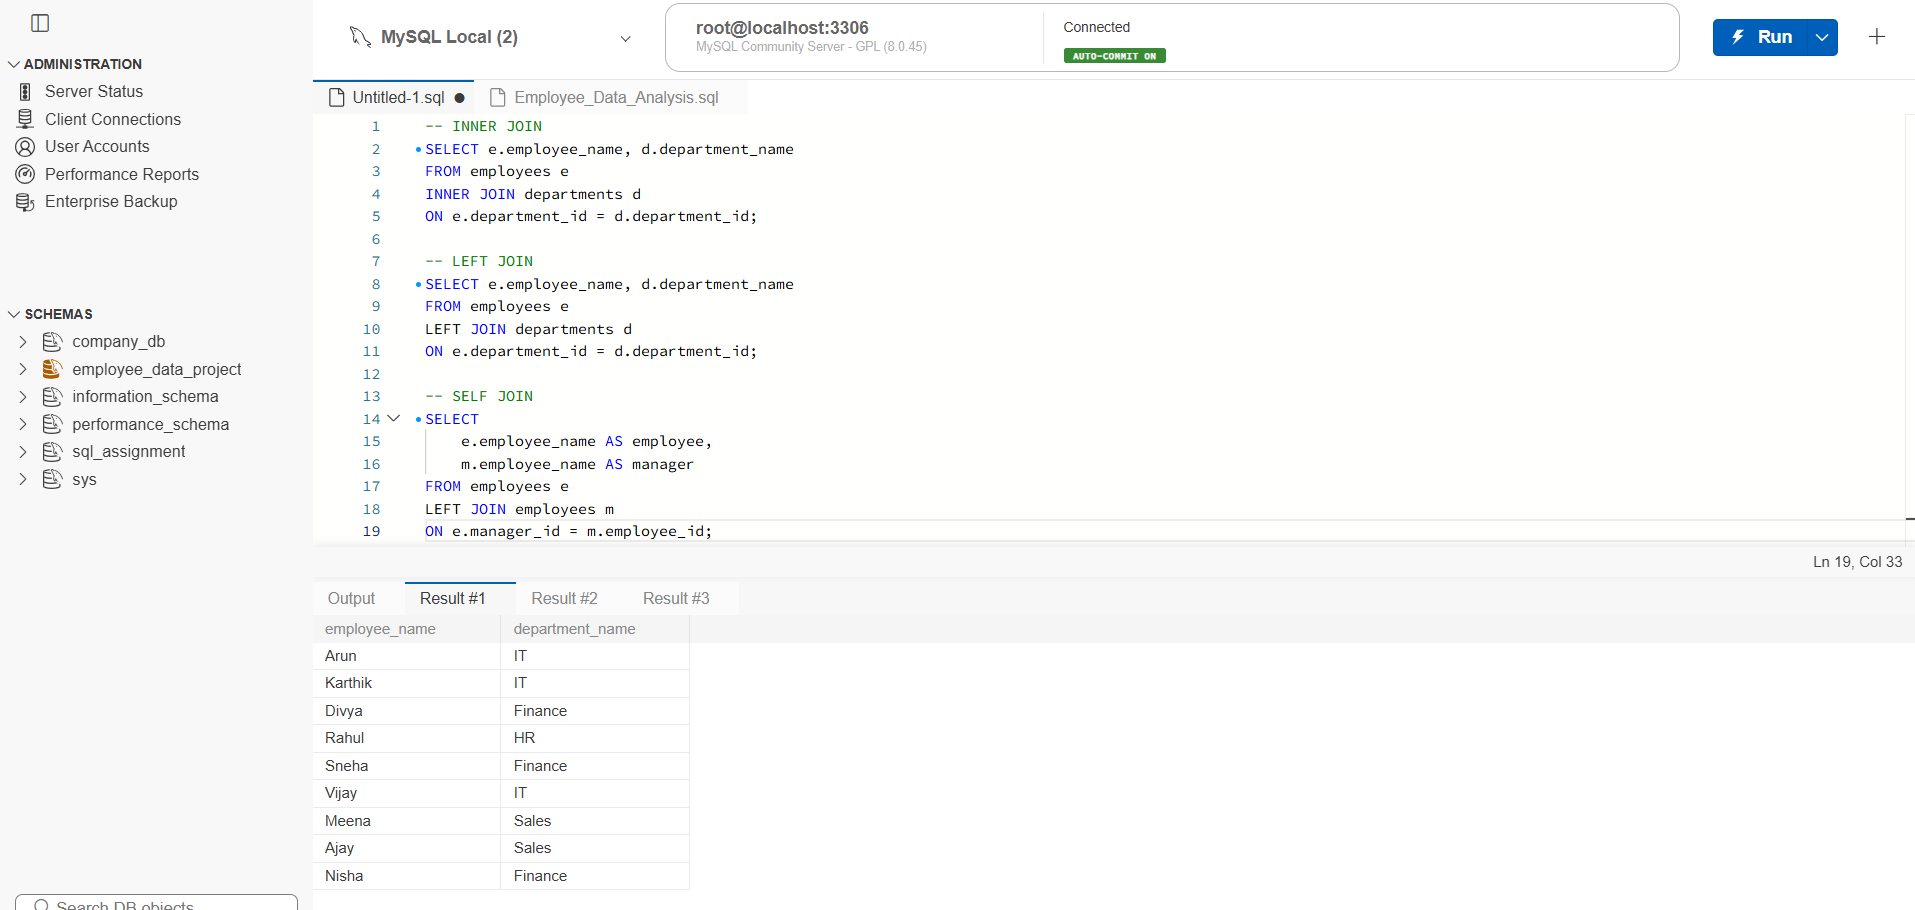 MySQL Local (2)
root@localhost:3306
MySQL Community Server - GPL (8.0.45)
Connected
AUTO-COMMIT ON
Run
ADMINISTRATION
Server Status
Client Connections
User Accounts
Performance Reports
Enterprise Backup
SCHEMAS
company_db
employee_data_project
information_schema
performance_schema
sql_assignment
sys
Search DB objects
Untitled-1.sql Employee_Data_Analysis.sql
1 -- INNER JOIN
2 SELECT e.employee_name, d.department_name
3 FROM employees e
4 INNER JOIN departments d
5 ON e.department_id = d.department_id;
6
7 -- LEFT JOIN
8 SELECT e.employee_name, d.department_name
9 FROM employees e
10 LEFT JOIN departments d
11 ON e.department_id = d.department_id;
12
13 -- SELF JOIN
14 SELECT
15 e.employee_name AS employee,
16 m.employee_name AS manager
17 FROM employees e
18 LEFT JOIN employees m
19 ON e.manager_id = m.employee_id;
Ln 19, Col 33
Output Result #1 Result #2 Result #3
employee_name department_name
Arun IT
Karthik IT
Divya Finance
Rahul HR
Sneha Finance
Vijay IT
Meena Sales
Ajay Sales
Nisha Finance